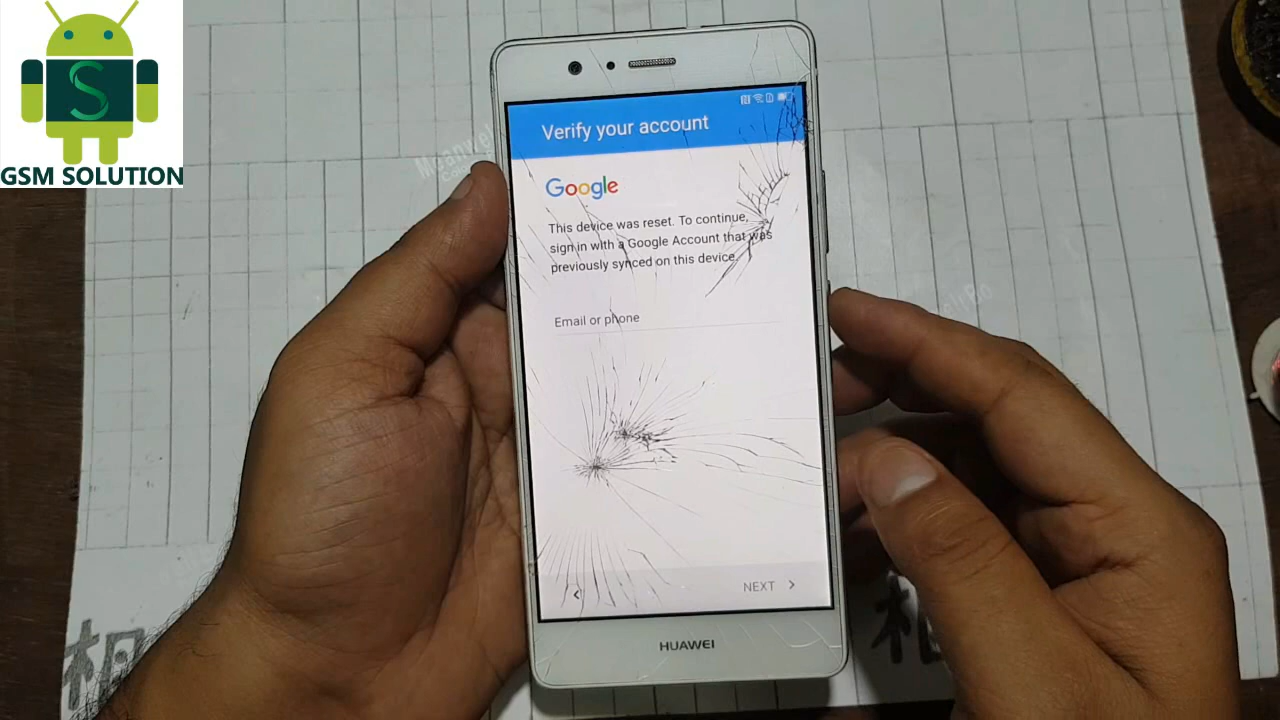 S
GSM SOLUTION
Verify your account
Google
This device was reset. To continue,
sign in with a Google Account that was
previously synced on this device.
Email or phone
NEXT
HUAWEI
相